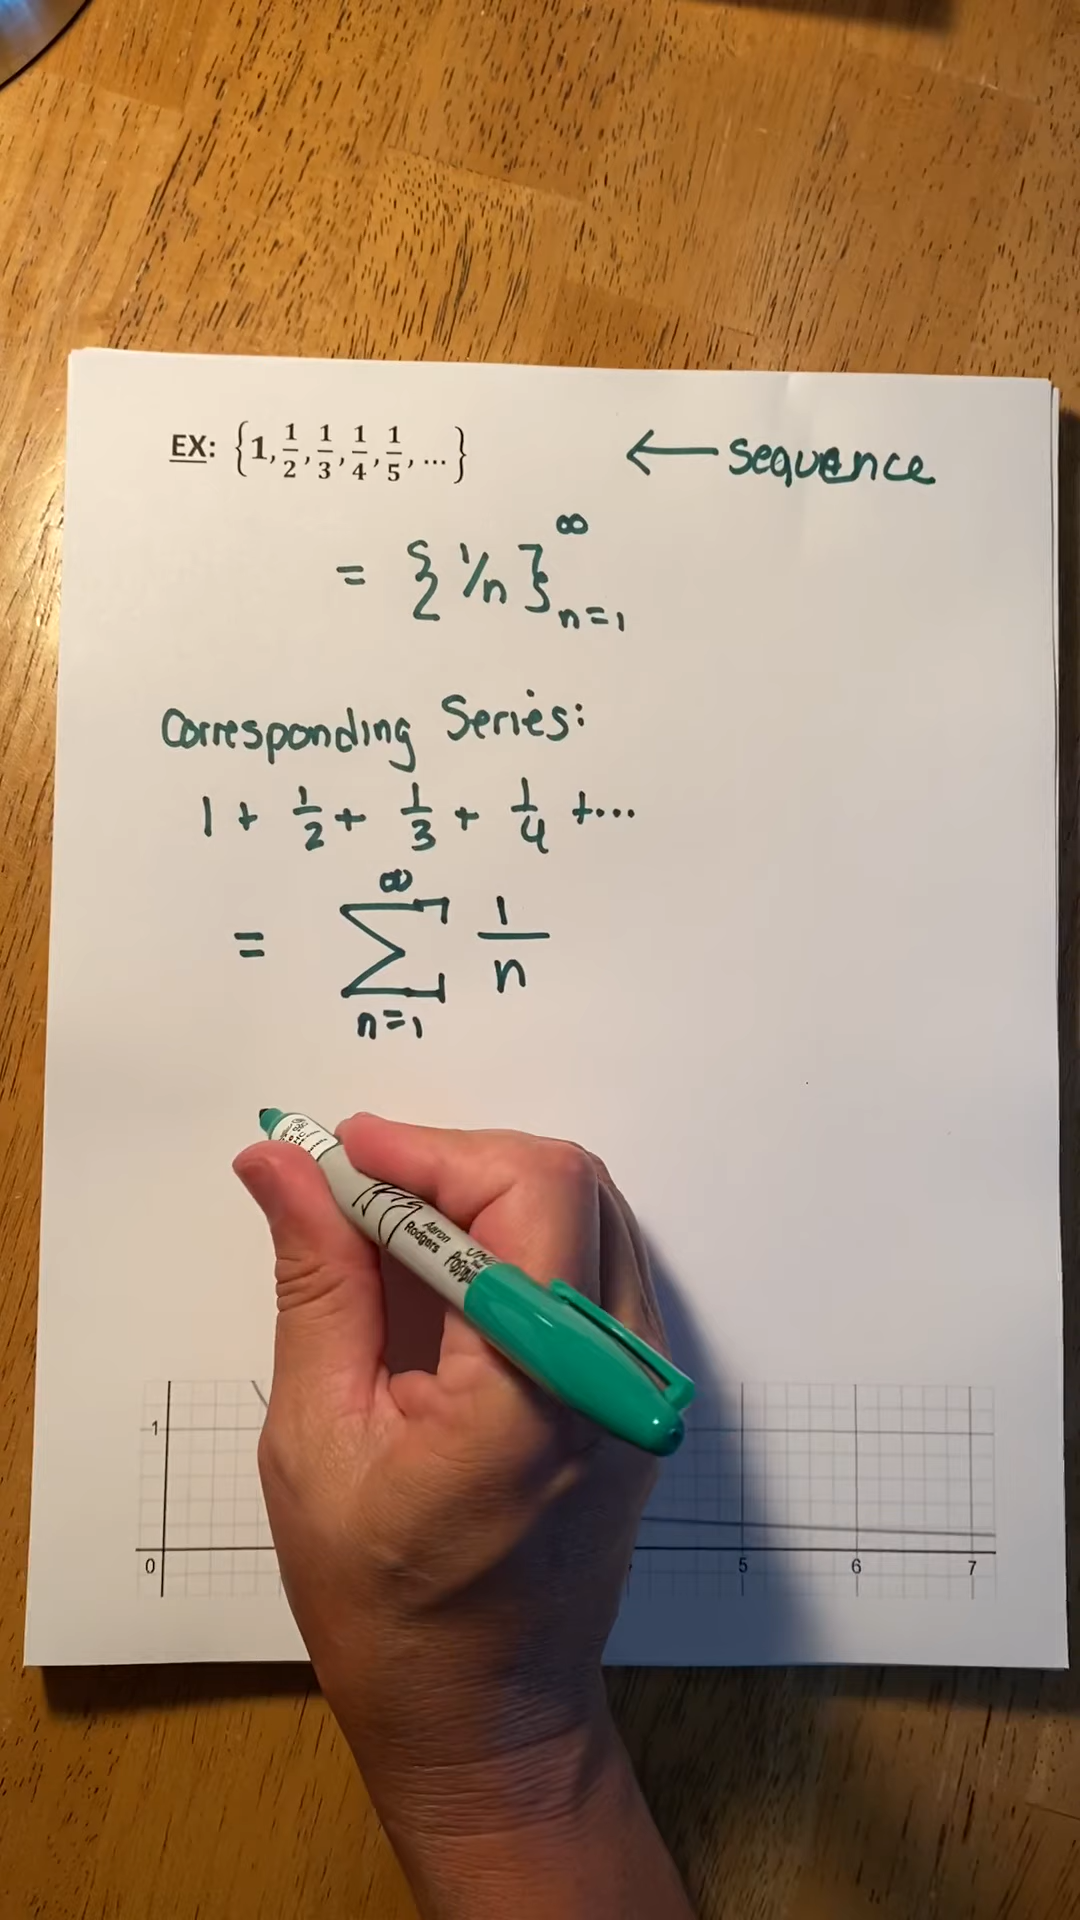 EX: {1, 1/2, 1/3, 1/4, 1/5, ...} ← sequence
= {1/n}^∞_{n=1}
Corresponding Series:
1 + 1/2 + 1/3 + 1/4 + ...
∞
= Σ 1/n
n=1
Aaron
Rodgers
1
0 5 6 7